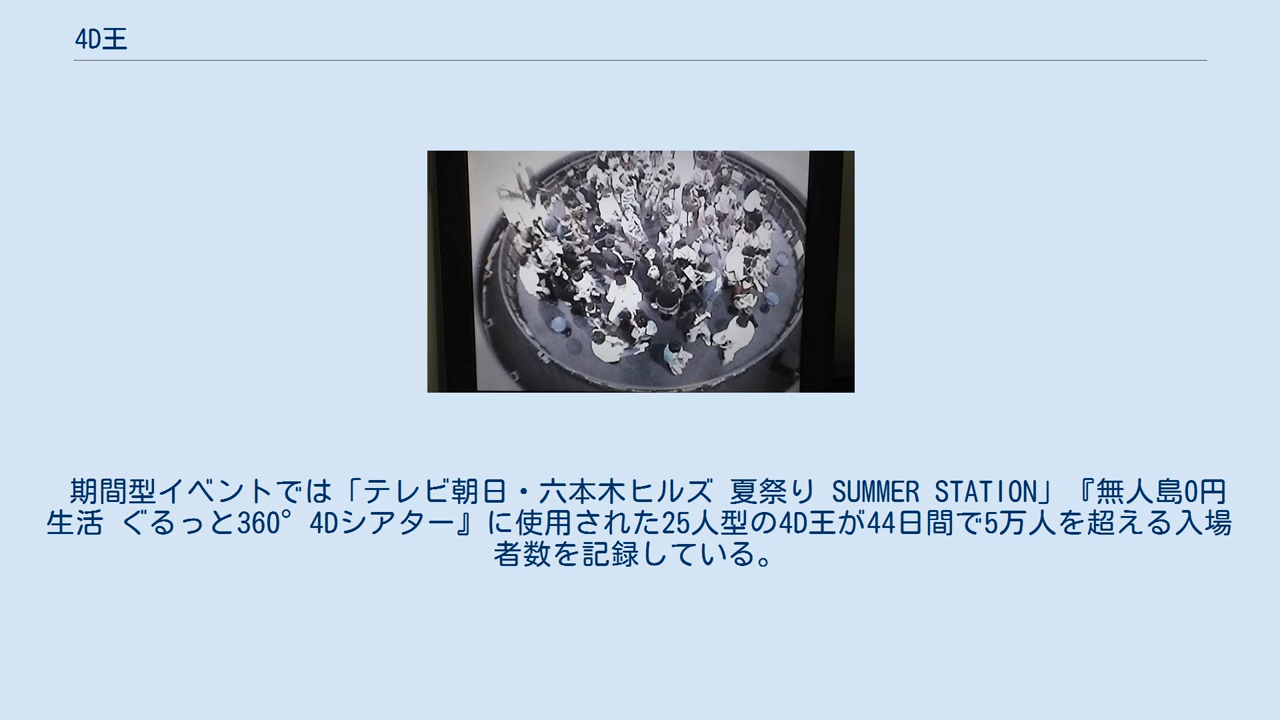 4D王
期間型イベントでは「テレビ朝日・六本木ヒルズ 夏祭り SUMMER STATION」『無人島0円
生活 ぐるっと360°4Dシアター』に使用された25人型の4D王が44日間で5万人を超える入場
者数を記録している。